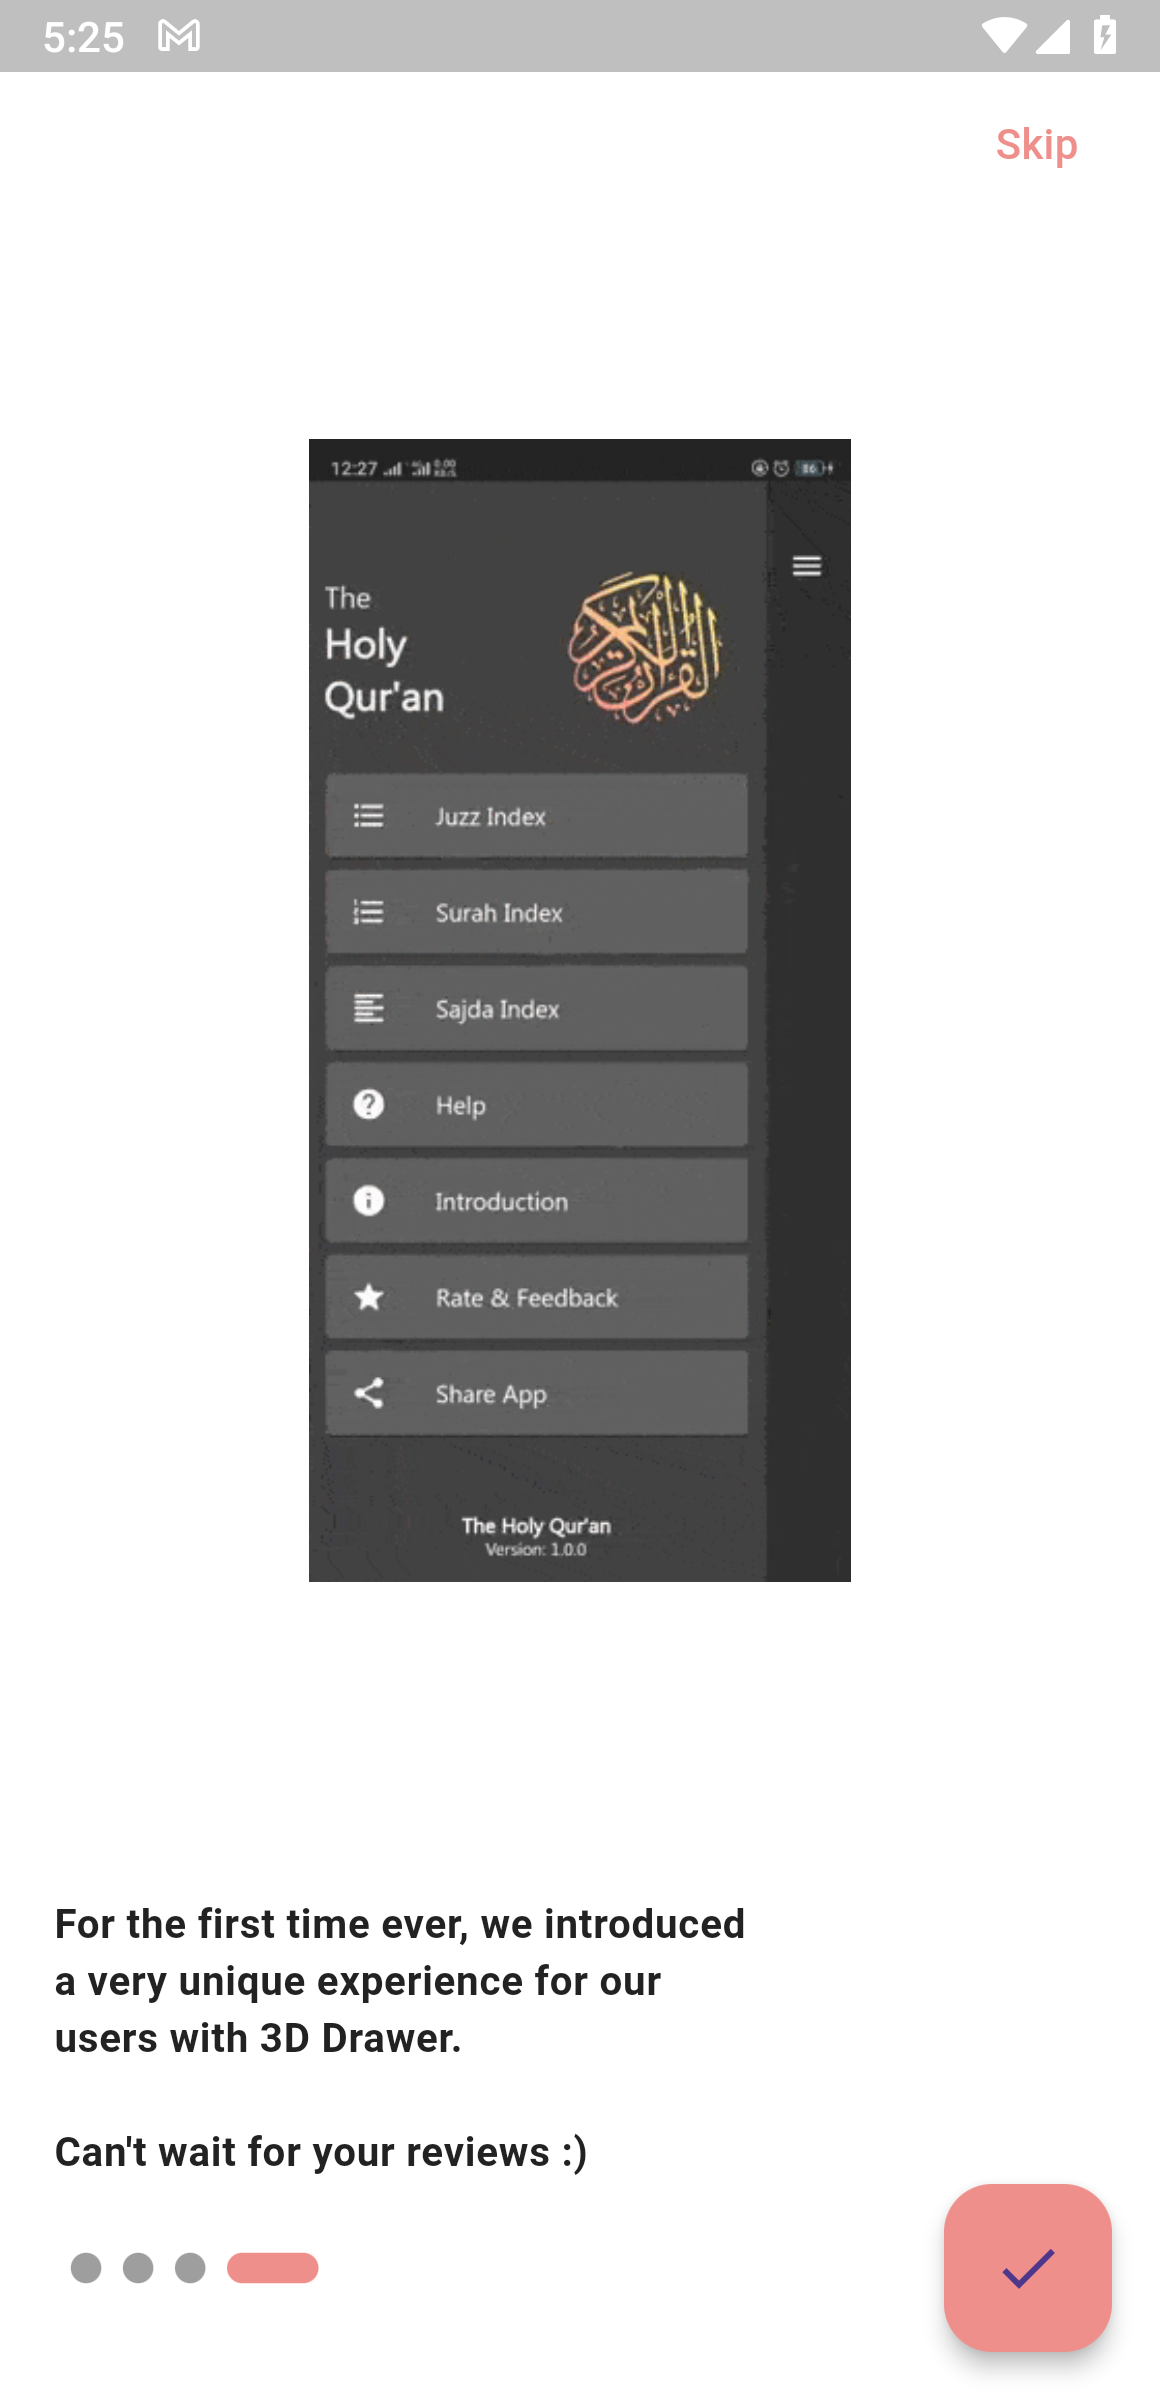 5:25
Skip
12:27
The
Holy
Qur'an
القرآن الكريم
Juzz Index
Surah Index
Sajda Index
Help
Introduction
Rate & Feedback
Share App
The Holy Qur'an
Version: 1.0.0
For the first time ever, we introduced
a very unique experience for our
users with 3D Drawer.
Can't wait for your reviews :)